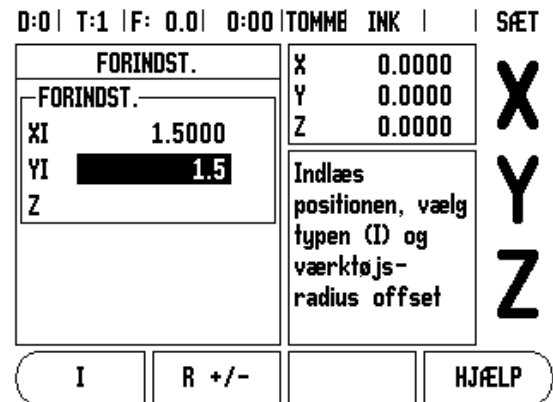 D:0 | T:1 | F: 0.0 | 0:00 | TOMME INK | | SÆT
FORINDST.
FORINDST.
XI 1.5000
YI 1.5
Z
X 0.0000
Y 0.0000
Z 0.0000
Indlæs
positionen, vælg
typen (I) og
værktøjs-
radius offset
X
Y
Z
I
R +/-
HJÆLP